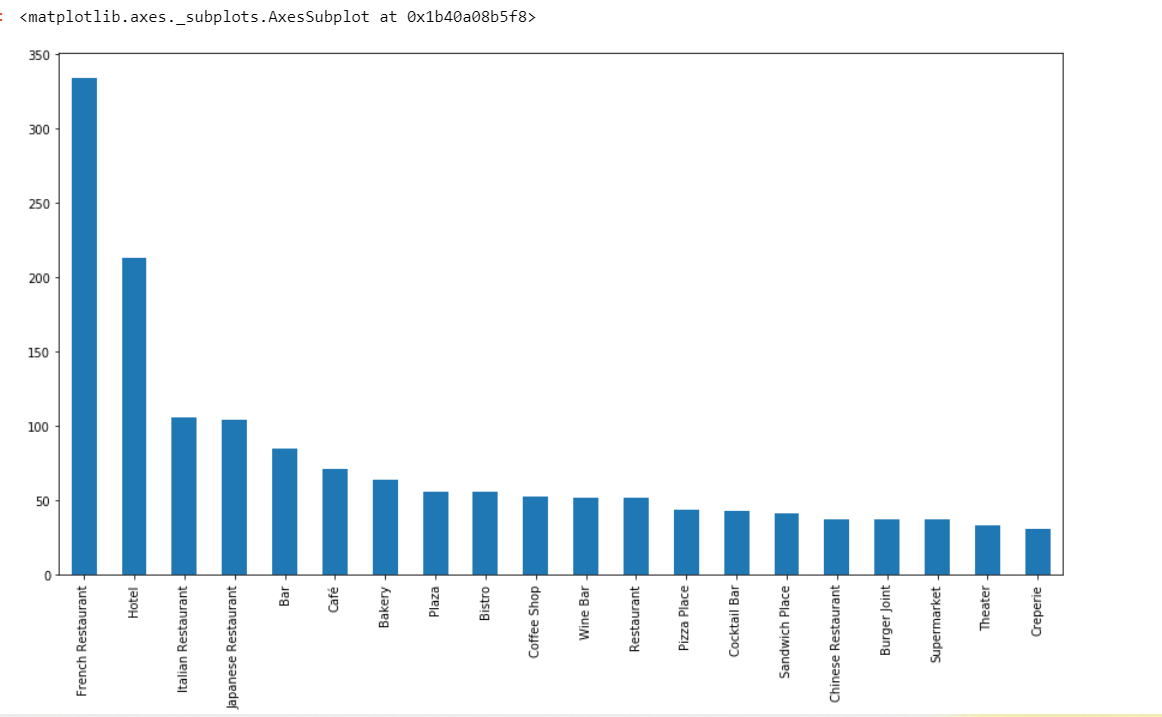 : <matplotlib.axes._subplots.AxesSubplot at 0x1b40a08b5f8>
350
300
250
200
150
100
50
0
French Restaurant
Hotel
Italian Restaurant
Japanese Restaurant
Bar
Café
Bakery
Plaza
Bistro
Coffee Shop
Wine Bar
Restaurant
Pizza Place
Cocktail Bar
Sandwich Place
Chinese Restaurant
Burger Joint
Supermarket
Theater
Creperie